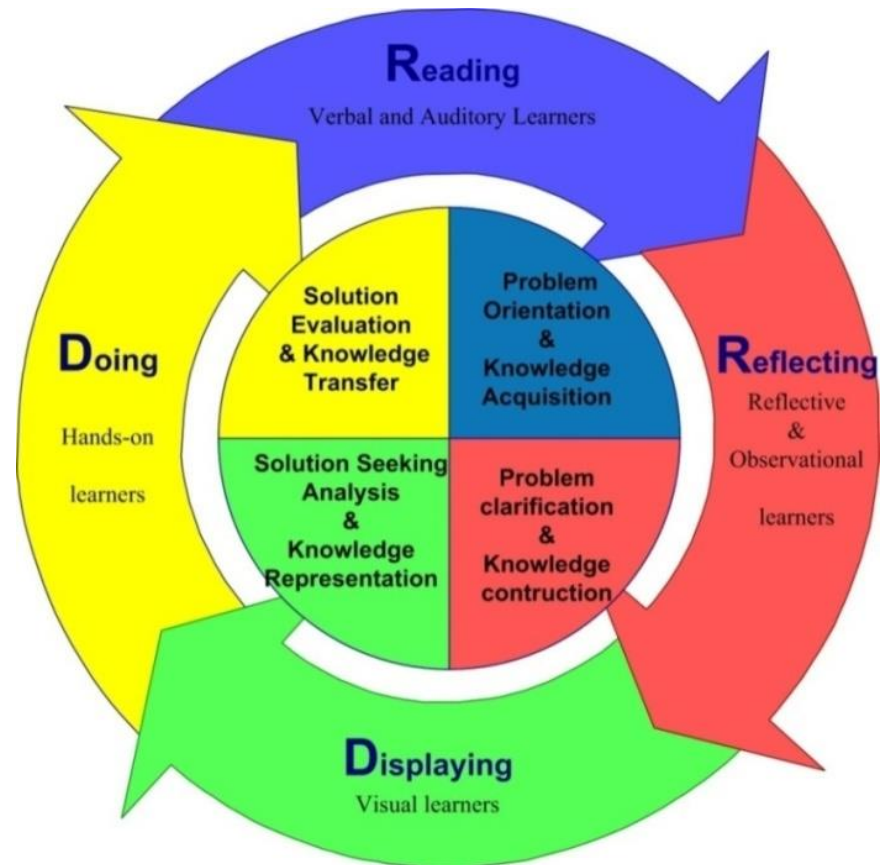 Reading
Verbal and Auditory Learners
Reflecting
Reflective
&
Observational
learners
Displaying
Visual learners
Doing
Hands-on
learners
Problem
Orientation
&
Knowledge
Acquisition
Problem
clarification
&
Knowledge
contruction
Solution Seeking
Analysis
&
Knowledge
Representation
Solution
Evaluation
& Knowledge
Transfer